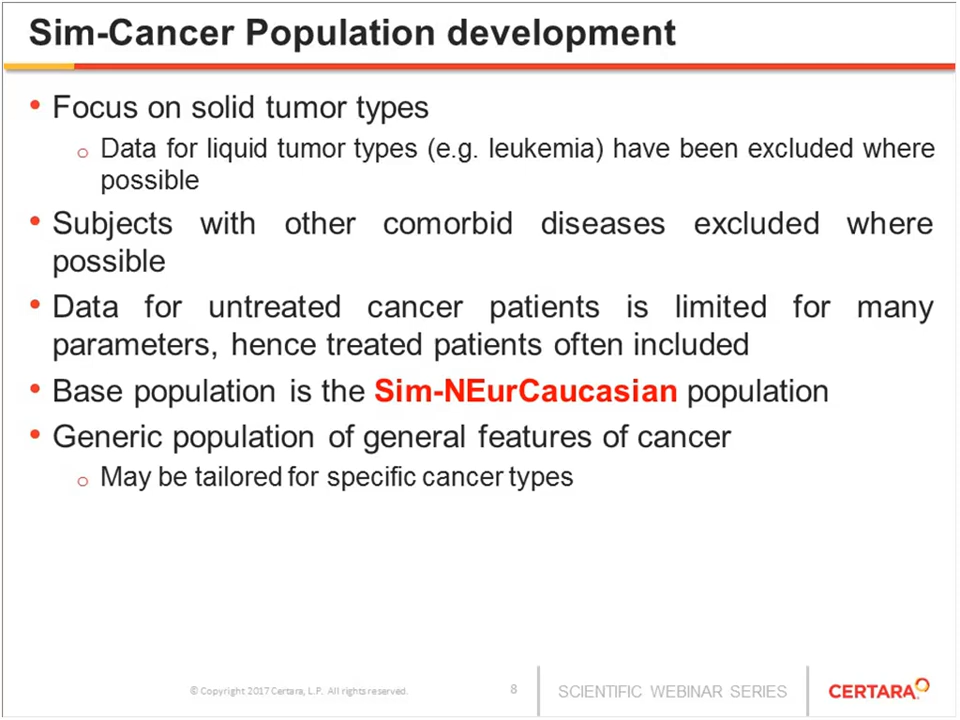 Sim-Cancer Population development
• Focus on solid tumor types
o Data for liquid tumor types (e.g. leukemia) have been excluded where
possible
• Subjects with other comorbid diseases excluded where
possible
• Data for untreated cancer patients is limited for many
parameters, hence treated patients often included
• Base population is the Sim-NEurCaucasian population
• Generic population of general features of cancer
o May be tailored for specific cancer types
© Copyright 2017 Certara, L.P. All rights reserved.
8
SCIENTIFIC WEBINAR SERIES
CERTARA